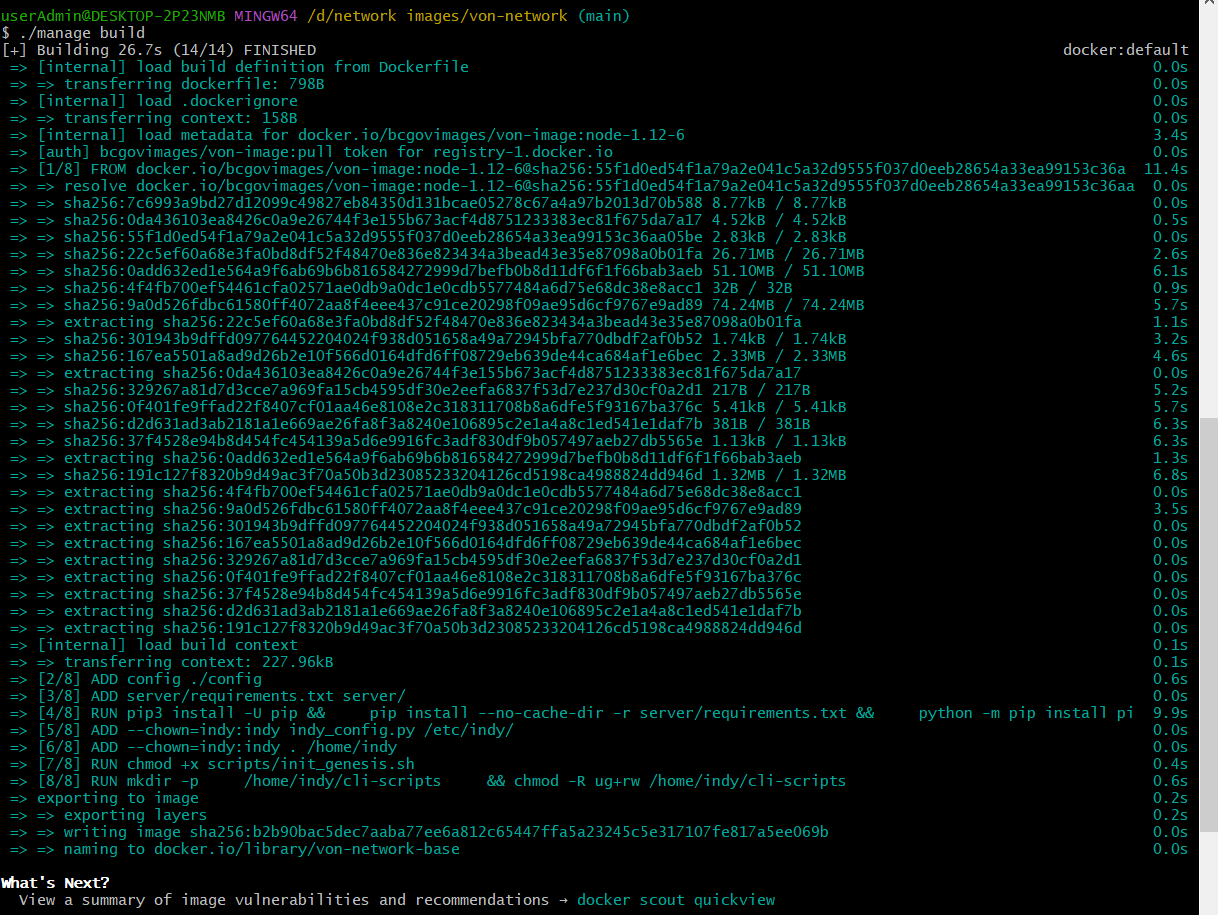 userAdmin@DESKTOP-2P23NMB MINGW64 /d/network images/von-network (main)
$ ./manage build
[+] Building 26.7s (14/14) FINISHED docker:default
=> [internal] load build definition from Dockerfile 0.0s
=> => transferring dockerfile: 798B 0.0s
=> [internal] load .dockerignore 0.0s
=> => transferring context: 158B 0.0s
=> [internal] load metadata for docker.io/bcgovimages/von-image:node-1.12-6 3.4s
=> [auth] bcgovimages/von-image:pull token for registry-1.docker.io 0.0s
=> [1/8] FROM docker.io/bcgovimages/von-image:node-1.12-6@sha256:55f1d0ed54f1a79a2e041c5a32d9555f037d0eeb28654a33ea99153c36a 11.4s
=> => resolve docker.io/bcgovimages/von-image:node-1.12-6@sha256:55f1d0ed54f1a79a2e041c5a32d9555f037d0eeb28654a33ea99153c36aa 0.0s
=> => sha256:7c6993a9bd27d12099c49827eb84350d131bcae05278c67a4a97b2013d70b588 8.77kB / 8.77kB 0.0s
=> => sha256:0da436103ea8426c0a9e26744f3e155b673acf4d8751233383ec81f675da7a17 4.52kB / 4.52kB 0.5s
=> => sha256:55f1d0ed54f1a79a2e041c5a32d9555f037d0eeb28654a33ea99153c36aa05be 2.83kB / 2.83kB 0.0s
=> => sha256:22c5ef60a68e3fa0bd8df52f48470e836e823434a3bead43e35e87098a0b01fa 26.71MB / 26.71MB 2.6s
=> => sha256:0add632ed1e564a9f6ab69b6b816584272999d7befb0b8d11df6f1f66bab3aeb 51.10MB / 51.10MB 6.1s
=> => sha256:4f4fb700ef54461cfa02571ae0db9a0dc1e0cdb5577484a6d75e68dc38e8acc1 32B / 32B 0.9s
=> => sha256:9a0d526fdbc61580ff4072aa8f4eee437c91ce20298f09ae95d6cf9767e9ad89 74.24MB / 74.24MB 5.7s
=> => extracting sha256:22c5ef60a68e3fa0bd8df52f48470e836e823434a3bead43e35e87098a0b01fa 1.1s
=> => sha256:301943b9dffd097764452204024f938d051658a49a72945bfa770dbdf2af0b52 1.74kB / 1.74kB 3.2s
=> => sha256:167ea5501a8ad9d26b2e10f566d0164dfd6ff08729eb639de44ca684af1e6bec 2.33MB / 2.33MB 4.6s
=> => extracting sha256:0da436103ea8426c0a9e26744f3e155b673acf4d8751233383ec81f675da7a17 0.0s
=> => sha256:329267a81d7d3cce7a969fa15cb4595df30e2eefa6837f53d7e237d30cf0a2d1 217B / 217B 5.2s
=> => sha256:0f401fe9ffad22f8407cf01aa46e8108e2c318311708b8a6dfe5f93167ba376c 5.41kB / 5.41kB 5.7s
=> => sha256:d2d631ad3ab2181a1e669ae26fa8f3a8240e106895c2e1a4a8c1ed541e1daf7b 381B / 381B 6.3s
=> => sha256:37f4528e94b8d454fc454139a5d6e9916fc3adf830df9b057497aeb27db5565e 1.13kB / 1.13kB 6.3s
=> => extracting sha256:0add632ed1e564a9f6ab69b6b816584272999d7befb0b8d11df6f1f66bab3aeb 1.3s
=> => sha256:191c127f8320b9d49ac3f70a50b3d23085233204126cd5198ca4988824dd946d 1.32MB / 1.32MB 6.8s
=> => extracting sha256:4f4fb700ef54461cfa02571ae0db9a0dc1e0cdb5577484a6d75e68dc38e8acc1 0.0s
=> => extracting sha256:9a0d526fdbc61580ff4072aa8f4eee437c91ce20298f09ae95d6cf9767e9ad89 3.5s
=> => extracting sha256:301943b9dffd097764452204024f938d051658a49a72945bfa770dbdf2af0b52 0.0s
=> => extracting sha256:167ea5501a8ad9d26b2e10f566d0164dfd6ff08729eb639de44ca684af1e6bec 0.0s
=> => extracting sha256:329267a81d7d3cce7a969fa15cb4595df30e2eefa6837f53d7e237d30cf0a2d1 0.0s
=> => extracting sha256:0f401fe9ffad22f8407cf01aa46e8108e2c318311708b8a6dfe5f93167ba376c 0.0s
=> => extracting sha256:37f4528e94b8d454fc454139a5d6e9916fc3adf830df9b057497aeb27db5565e 0.0s
=> => extracting sha256:d2d631ad3ab2181a1e669ae26fa8f3a8240e106895c2e1a4a8c1ed541e1daf7b 0.0s
=> => extracting sha256:191c127f8320b9d49ac3f70a50b3d23085233204126cd5198ca4988824dd946d 0.0s
=> [internal] load build context 0.1s
=> => transferring context: 227.96kB 0.1s
=> [2/8] ADD config ./config 0.6s
=> [3/8] ADD server/requirements.txt server/ 0.0s
=> [4/8] RUN pip3 install -U pip && pip install --no-cache-dir -r server/requirements.txt && python -m pip install pi 9.9s
=> [5/8] ADD --chown=indy:indy indy_config.py /etc/indy/ 0.0s
=> [6/8] ADD --chown=indy:indy . /home/indy 0.0s
=> [7/8] RUN chmod +x scripts/init_genesis.sh 0.4s
=> [8/8] RUN mkdir -p /home/indy/cli-scripts && chmod -R ug+rw /home/indy/cli-scripts 0.6s
=> exporting to image 0.2s
=> => exporting layers 0.2s
=> => writing image sha256:b2b90bac5dec7aaba77ee6a812c65447ffa5a23245c5e317107fe817a5ee069b 0.0s
=> => naming to docker.io/library/von-network-base 0.0s
What's Next?
View a summary of image vulnerabilities and recommendations → docker scout quickview